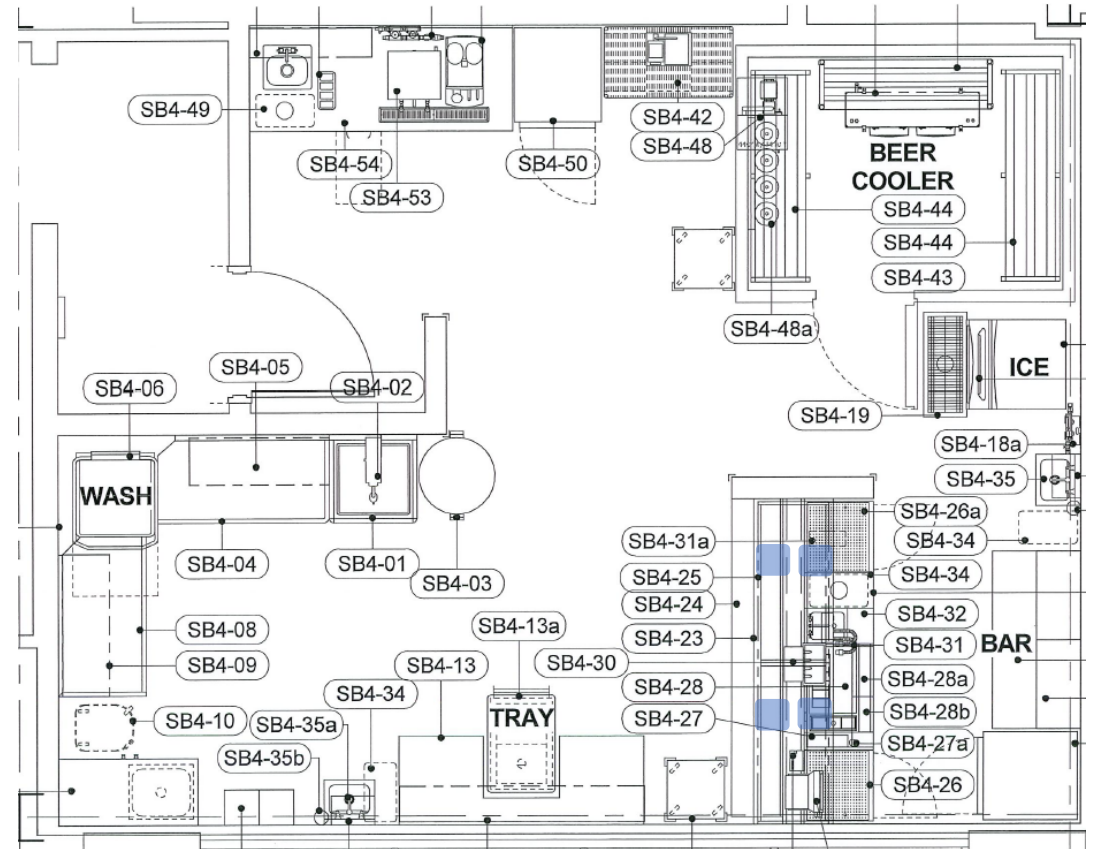 SB4-49
SB4-54
SB4-53
SB4-50
SB4-42
SB4-48
BEER
COOLER
SB4-44
SB4-44
SB4-43
SB4-48a
ICE
SB4-19
SB4-18a
SB4-35
SB4-06
SB4-05
SB4-02
WASH
SB4-04
SB4-01
SB4-03
SB4-08
SB4-09
SB4-10
SB4-35a
SB4-35b
SB4-34
SB4-13
SB4-13a
TRAY
SB4-31a
SB4-25
SB4-24
SB4-23
SB4-30
SB4-28
SB4-27
SB4-26a
SB4-34
SB4-34
SB4-32
SB4-31
SB4-28a
SB4-28b
SB4-27a
SB4-26
BAR